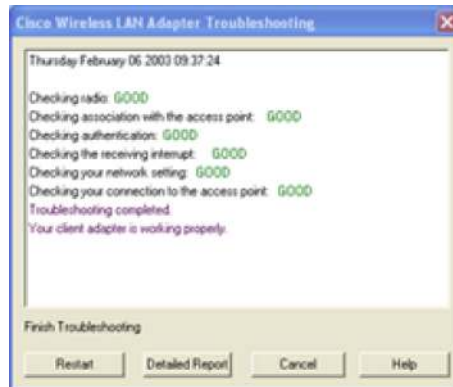 Cisco Wireless LAN Adapter Troubleshooting
Thursday February 06 2003 09:37:24
Checking radio: GOOD
Checking association with the access point: GOOD
Checking authentication: GOOD
Checking the receiving interrupt: GOOD
Checking your network setting: GOOD
Checking your connection to the access point: GOOD
Troubleshooting completed.
Your client adapter is working properly.
Finish Troubleshooting
Restart Detailed Report Cancel Help